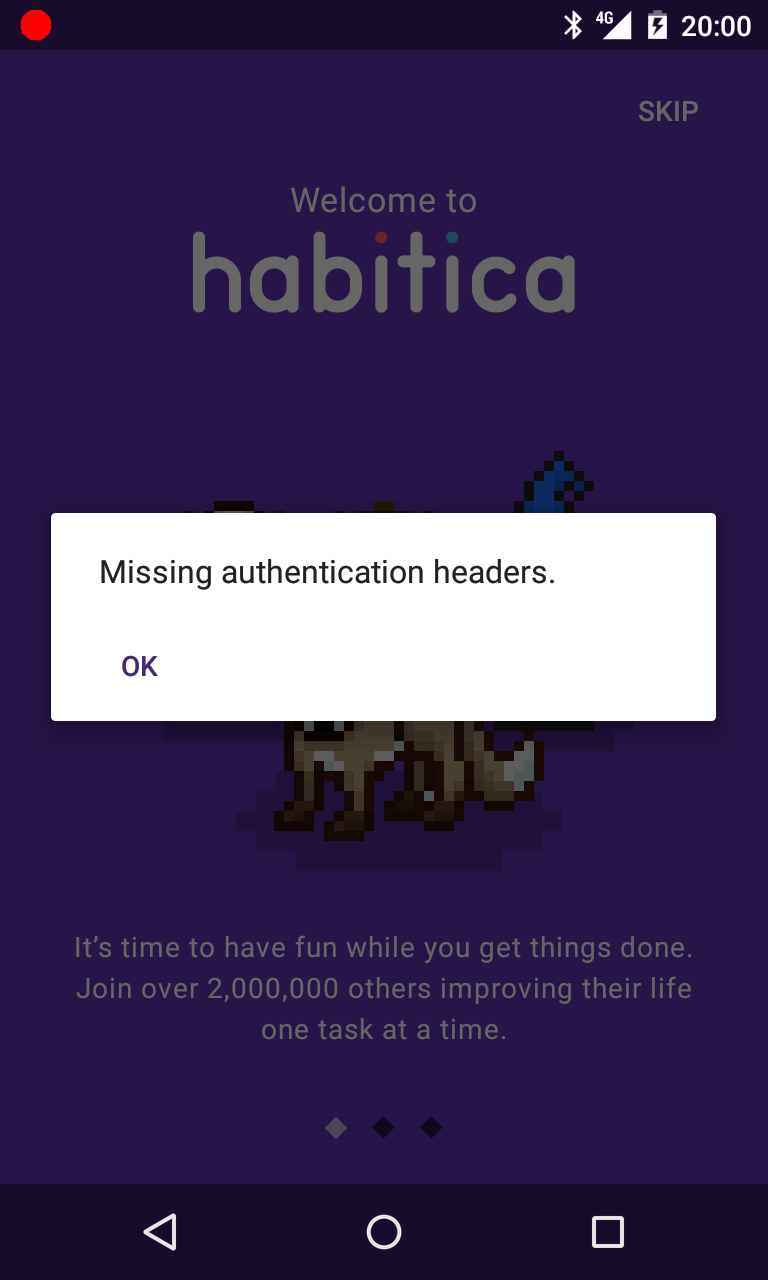 4G 20:00
SKIP
Welcome to
habitica
Missing authentication headers.
OK
It’s time to have fun while you get things done.
Join over 2,000,000 others improving their life
one task at a time.